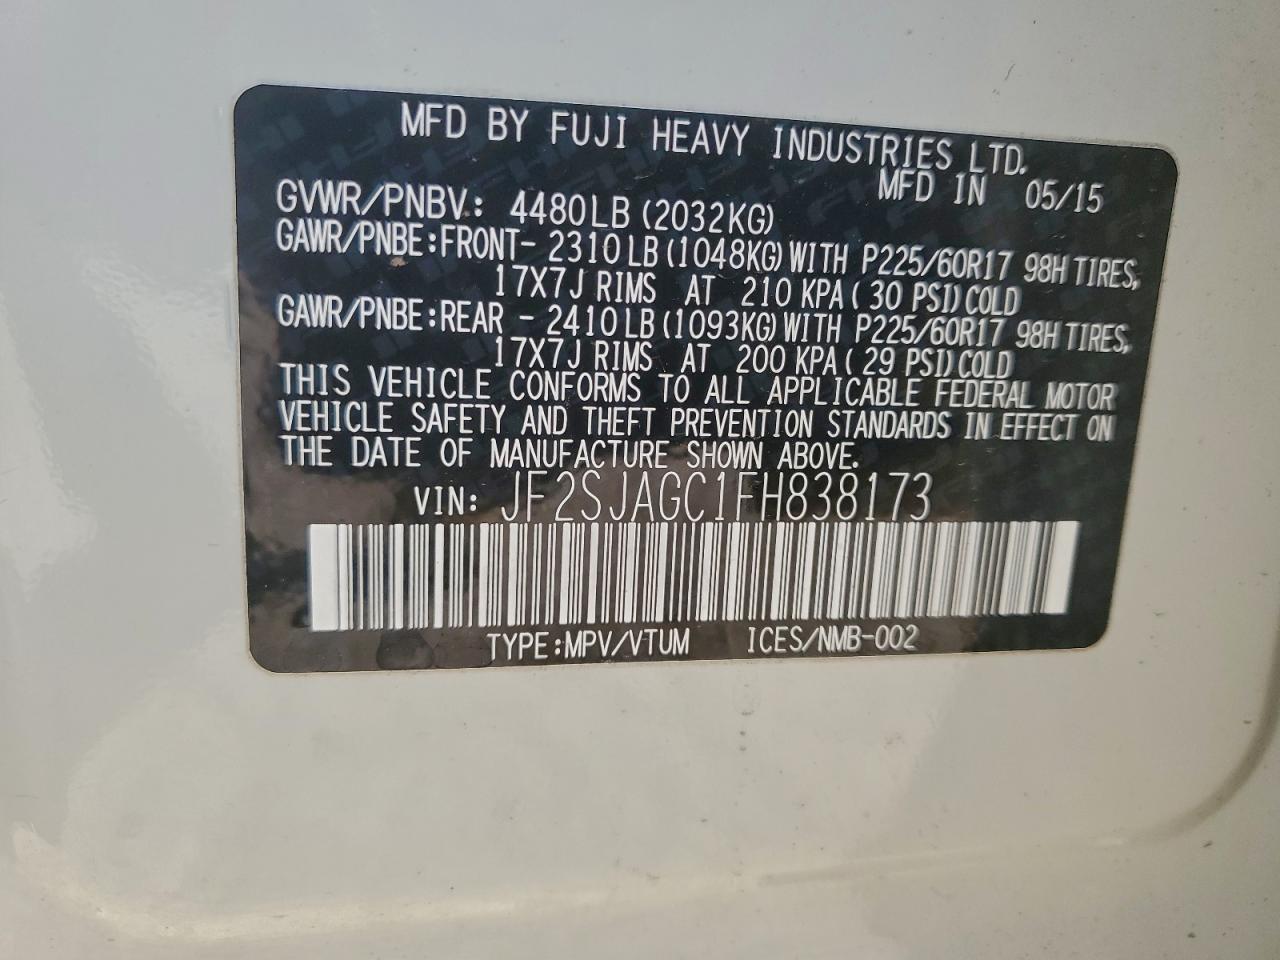 MFD BY FUJI HEAVY INDUSTRIES LTD.
MFD IN 05/15
GVWR/PNBV: 4480LB (2032KG)
GAWR/PNBE:FRONT- 2310LB(1048KG)WITH P225/60R17 98H TIRES,
17X7J RIMS AT 210 KPA( 30 PSI)COLD
GAWR/PNBE:REAR - 2410LB(1093KG)WITH P225/60R17 98H TIRES,
17X7J RIMS AT 200 KPA( 29 PSI)COLD
THIS VEHICLE CONFORMS TO ALL APPLICABLE FEDERAL MOTOR
VEHICLE SAFETY AND THEFT PREVENTION STANDARDS IN EFFECT ON
THE DATE OF MANUFACTURE SHOWN ABOVE.
VIN: JF2SJAGC1FH838173
TYPE:MPV/VTUM ICES/NMB-002